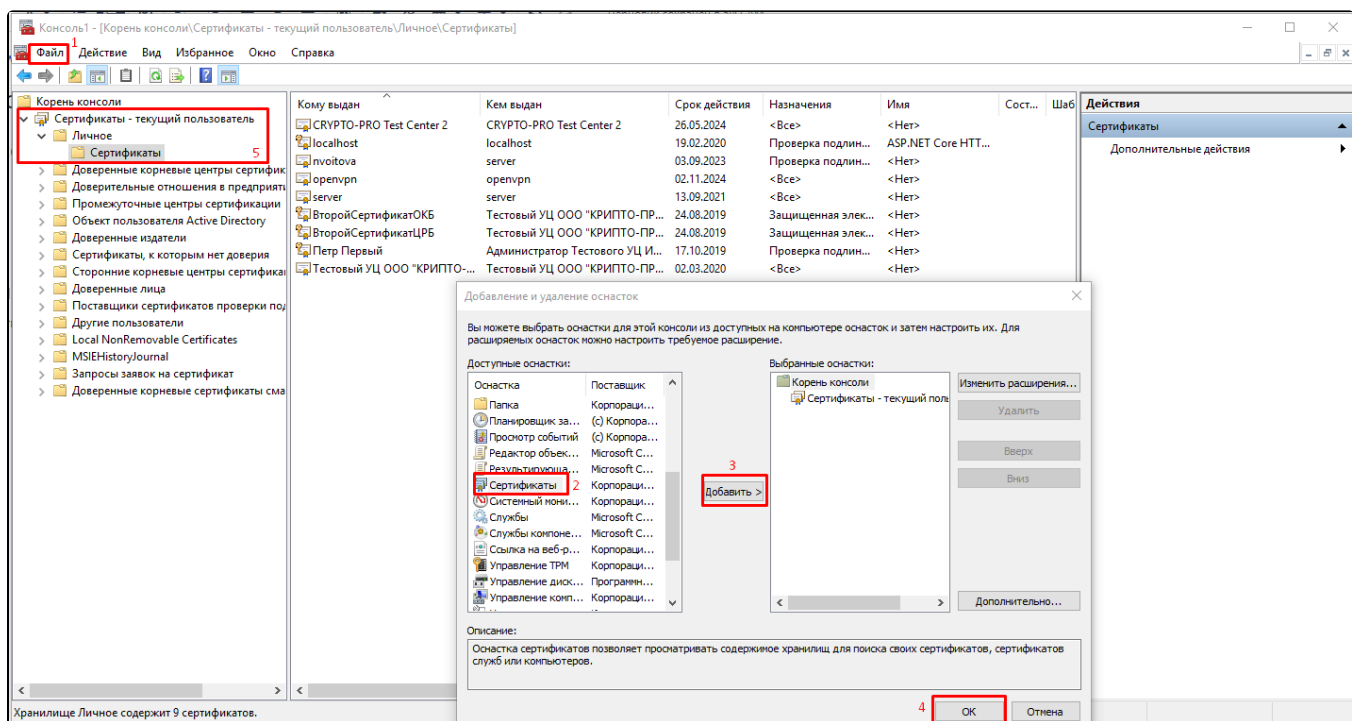 Консоль1 - [Корень консоли\Сертификаты - текущий пользователь\Личное\Сертификаты]
1
Файл Действие Вид Избранное Окно Справка
Корень консоли
Сертификаты - текущий пользователь
Личное
Сертификаты 5
Доверенные корневые центры сертифик
Доверительные отношения в предприяти
Промежуточные центры сертификации
Объект пользователя Active Directory
Доверенные издатели
Сертификаты, к которым нет доверия
Сторонние корневые центры сертифика
Доверенные лица
Поставщики сертификатов проверки под
Другие пользователи
Local NonRemovable Certificates
MSIEHistoryJournal
Запросы заявок на сертификат
Доверенные корневые сертификаты сма
Кому выдан Кем выдан Срок действия Назначения Имя Сост... Шаб
CRYPTO-PRO Test Center 2 CRYPTO-PRO Test Center 2 26.05.2024 <Все> <Нет>
localhost localhost 19.02.2020 Проверка подлин... ASP.NET Core HTT...
nvoitova server 03.09.2023 Проверка подлин... <Нет>
openvpn openvpn 02.11.2024 <Все> <Нет>
server server 13.09.2021 <Все> <Нет>
ВторойСертификатОКБ Тестовый УЦ ООО "КРИПТО-ПР... 24.08.2019 Защищенная элек... <Нет>
ВторойСертификатЦРБ Тестовый УЦ ООО "КРИПТО-ПР... 24.08.2019 Защищенная элек... <Нет>
Петр Первый Администратор Тестового УЦ И... 17.10.2019 Проверка подлин... <Нет>
Тестовый УЦ ООО "КРИПТО-... Тестовый УЦ ООО "КРИПТО-ПР... 02.03.2020 <Все> <Нет>
Действия
Сертификаты
Дополнительные действия
Добавление и удаление оснасток
Вы можете выбрать оснастки для этой консоли из доступных на компьютере оснасток и затем настроить их. Для
расширяемых оснасток можно настроить требуемое расширение.
Доступные оснастки:
Оснастка Поставщик
Папка Корпораци...
Планировщик за... (c) Корпора...
Просмотр событий (c) Корпора...
Редактор объек... Microsoft C...
Результирующа... Microsoft C...
Сертификаты 2 Корпораци...
Системный мони... Корпораци...
Службы Microsoft C...
Службы компоне... Microsoft C...
Ссылка на веб-р... Корпораци...
Управление TPM Корпораци...
Управление диск... Программн...
Управление комп... Корпораци...
3
Добавить >
Выбранные оснастки:
Корень консоли
Сертификаты - текущий поль
Изменить расширения...
Удалить
Вверх
Вниз
Дополнительно...
Описание:
Оснастка сертификатов позволяет просматривать содержимое хранилищ для поиска своих сертификатов, сертификатов
служб или компьютеров.
4 ОК Отмена
Хранилище Личное содержит 9 сертификатов.